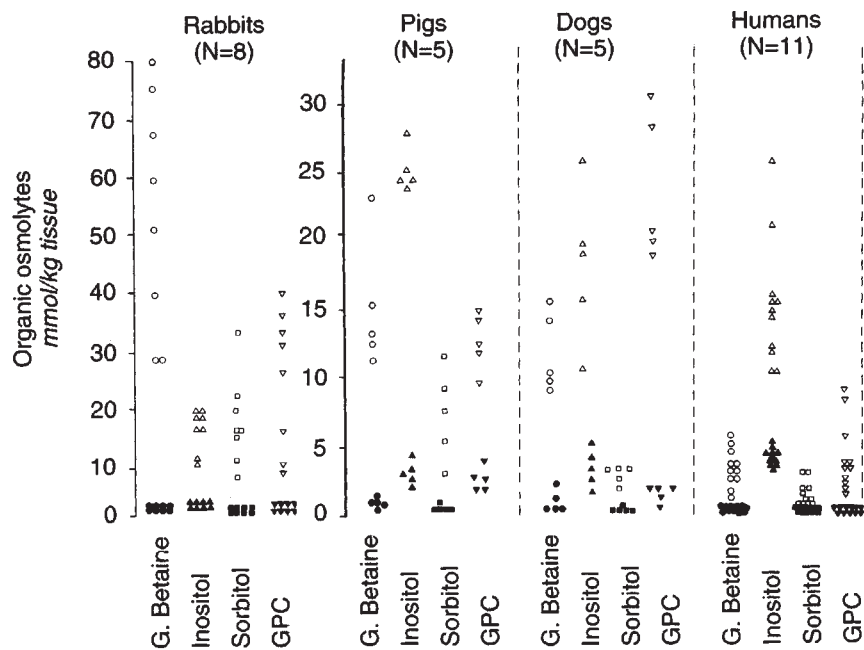 Rabbits
(N=8)
Pigs
(N=5)
Dogs
(N=5)
Humans
(N=11)
Organic osmolytes
mmol/kg tissue
80
70
60
50
40
30
20
10
0
30
25
20
15
10
5
0
G. Betaine
Inositol
Sorbitol
GPC
G. Betaine
Inositol
Sorbitol
GPC
G. Betaine
Inositol
Sorbitol
GPC
G. Betaine
Inositol
Sorbitol
GPC